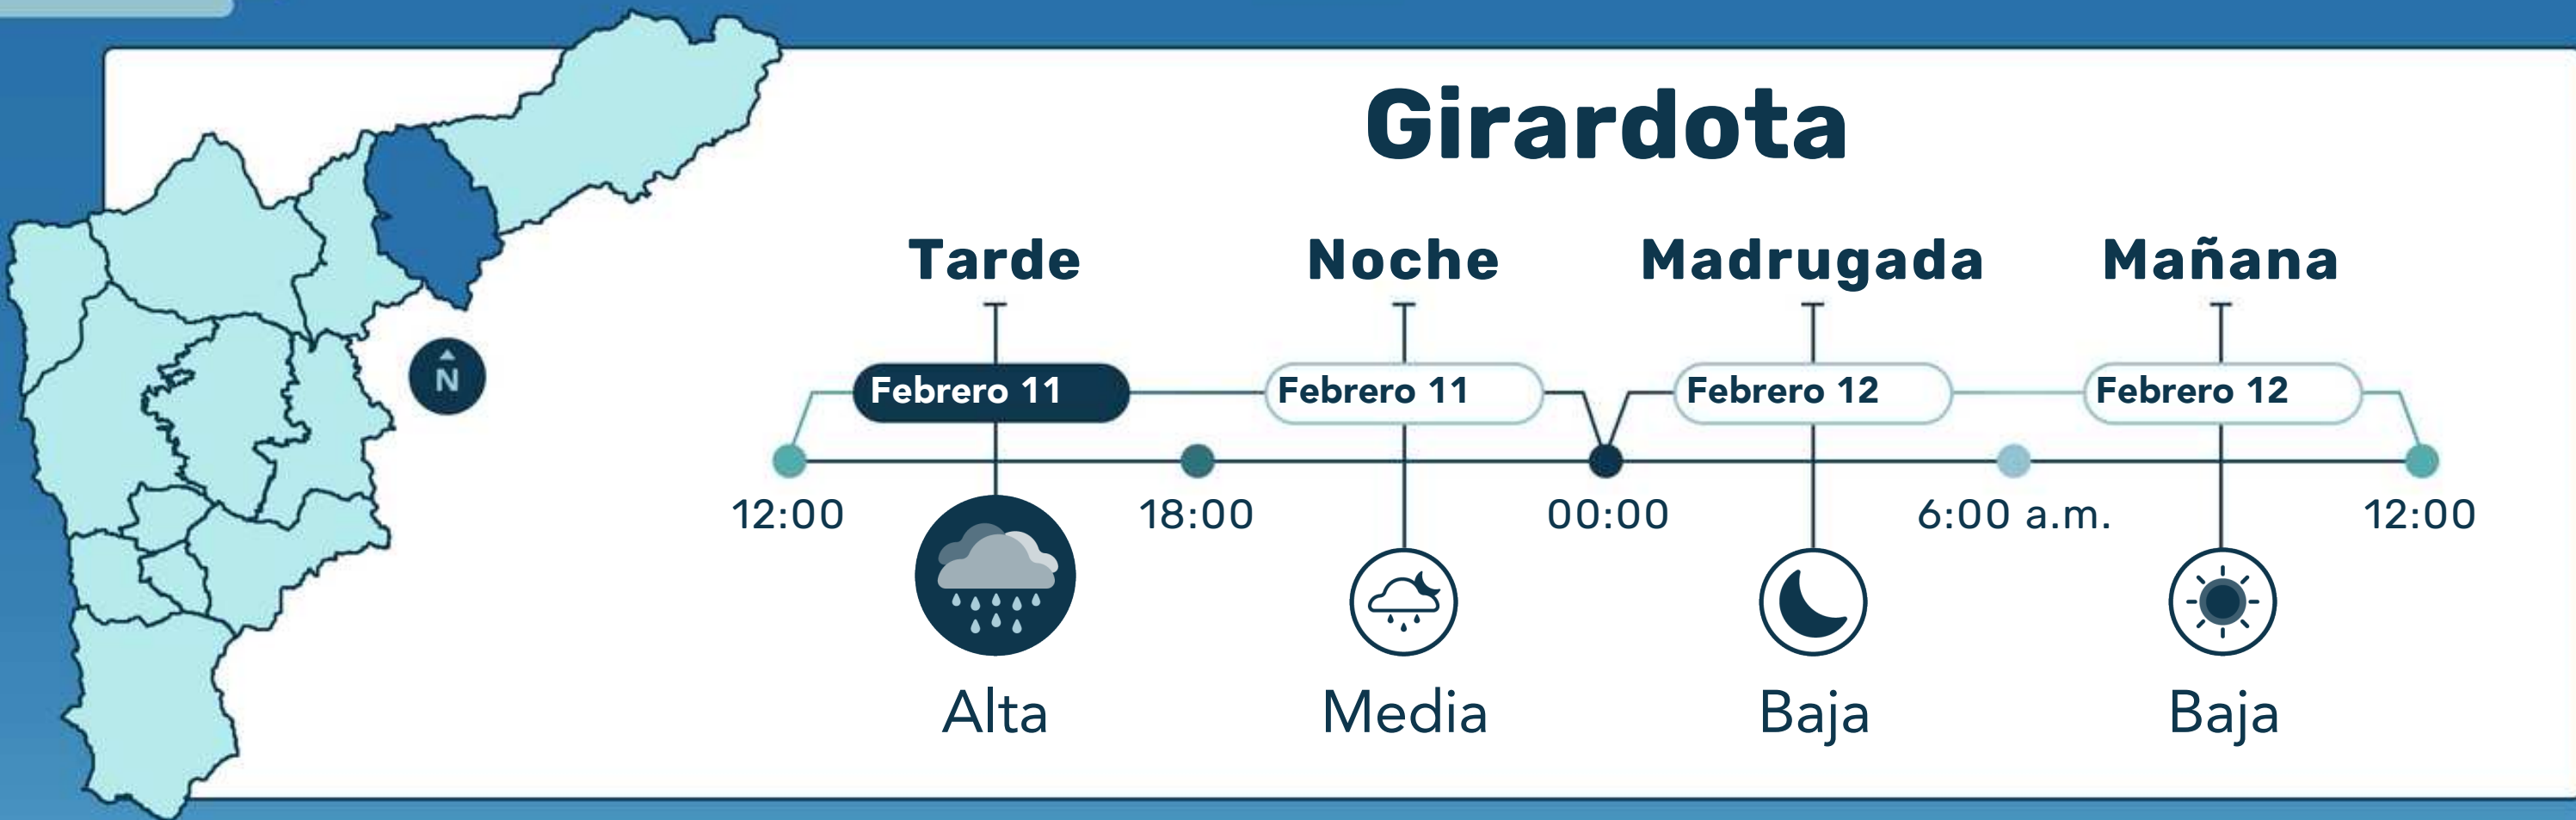 Girardota
Tarde Noche Madrugada Mañana
N
Febrero 11 Febrero 11 Febrero 12 Febrero 12
12:00 18:00 00:00 6:00 a.m. 12:00
Alta Media Baja Baja